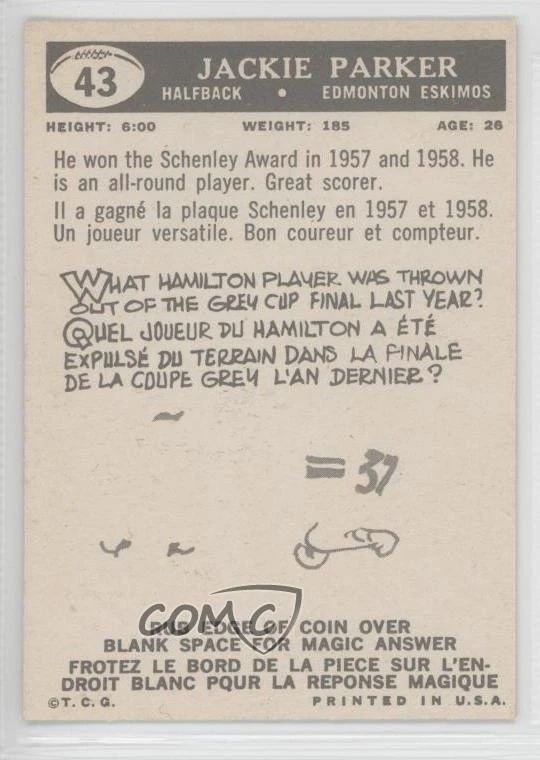 43
JACKIE PARKER
HALFBACK • EDMONTON ESKIMOS
HEIGHT: 6:00 WEIGHT: 185 AGE: 26
He won the Schenley Award in 1957 and 1958. He
is an all-round player. Great scorer.
Il a gagné la plaque Schenley en 1957 et 1958.
Un joueur versatile. Bon coureur et compteur.
WHAT HAMILTON PLAYER WAS THROWN
OUT OF THE GREY CUP FINAL LAST YEAR?
QUEL JOUEUR DU HAMILTON A ÉTÉ
EXPULSÉ DU TERRAIN DANS LA FINALE
DE LA COUPE GREY L'AN DERNIER?
= 37
COMC
RUB EDGE OF COIN OVER
BLANK SPACE FOR MAGIC ANSWER
FROTEZ LE BORD DE LA PIECE SUR L'EN-
DROIT BLANC PQUR LA REPONSE MAGIQUE
©T.C.G. PRINTED IN U.S.A.